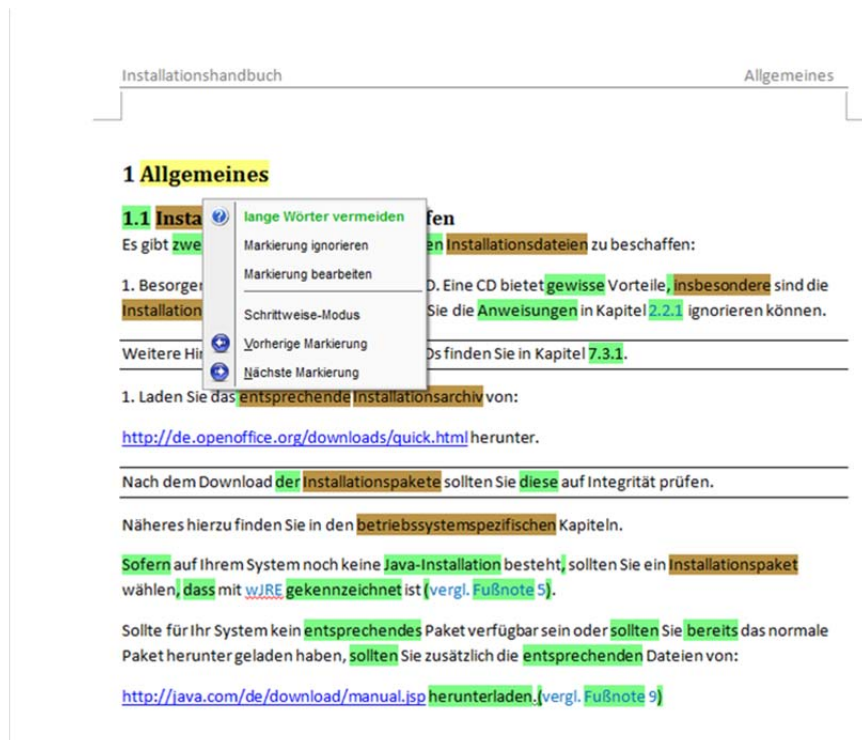 Installationshandbuch Allgemeines
1 Allgemeines
1.1 Insta fen
Es gibt zwe en Installationsdateien zu beschaffen:
lange Wörter vermeiden
Markierung ignorieren
Markierung bearbeiten
Schrittweise-Modus
Vorherige Markierung
Nächste Markierung
1. Besorger D. Eine CD bietet gewisse Vorteile, insbesondere sind die
Installation Sie die Anweisungen in Kapitel 2.2.1 ignorieren können.
Weitere Hi Ds finden Sie in Kapitel 7.3.1.
1. Laden Sie das entsprechende Installationsarchiv von:
http://de.openoffice.org/downloads/quick.html herunter.
Nach dem Download der Installationspakete sollten Sie diese auf Integrität prüfen.
Näheres hierzu finden Sie in den betriebssystemspezifischen Kapiteln.
Sofern auf Ihrem System noch keine Java-Installation besteht, sollten Sie ein Installationspaket
wählen, dass mit wJRE gekennzeichnet ist (vergl. Fußnote 5).
Sollte für Ihr System kein entsprechendes Paket verfügbar sein oder sollten Sie bereits das normale
Paket herunter geladen haben, sollten Sie zusätzlich die entsprechenden Dateien von:
http://java.com/de/download/manual.jsp herunterladen.(vergl. Fußnote 9)